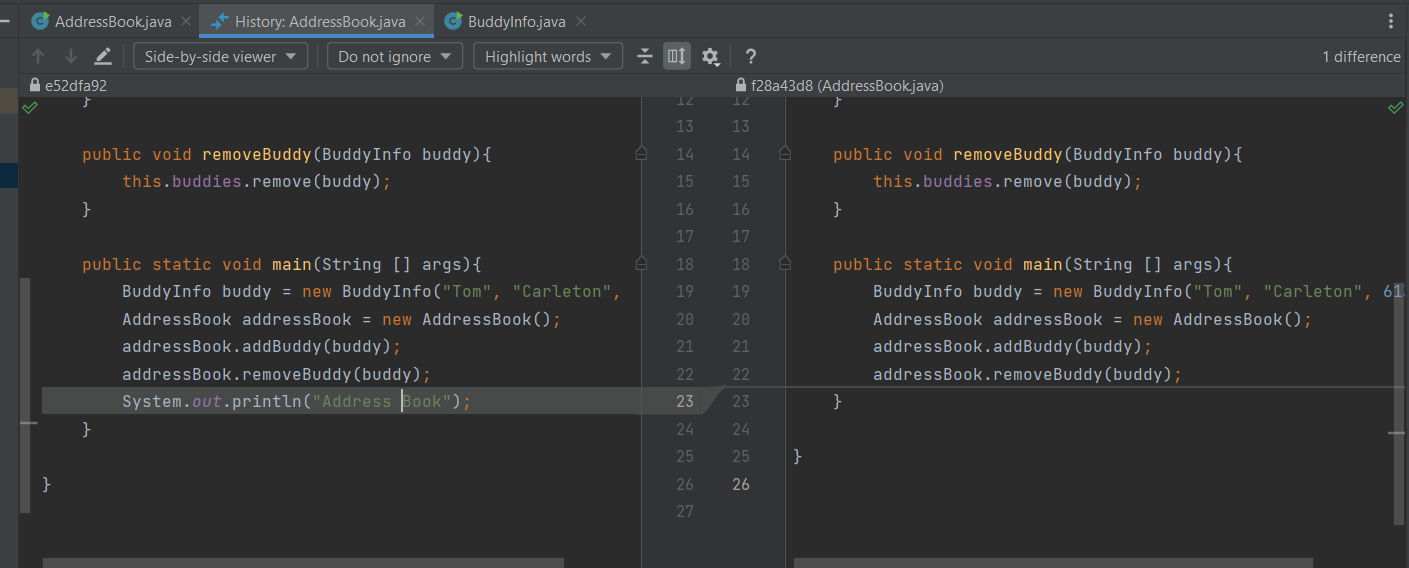 AddressBook.java History: AddressBook.java BuddyInfo.java
Side-by-side viewer Do not ignore Highlight words ? 1 difference
e52dfa92 f28a43d8 (AddressBook.java)
} 12 12 }
13 13
public void removeBuddy(BuddyInfo buddy){ 14 14 public void removeBuddy(BuddyInfo buddy){
this.buddies.remove(buddy); 15 15 this.buddies.remove(buddy);
} 16 16 }
17 17
public static void main(String [] args){ 18 18 public static void main(String [] args){
BuddyInfo buddy = new BuddyInfo("Tom", "Carleton", 19 19 BuddyInfo buddy = new BuddyInfo("Tom", "Carleton",
AddressBook addressBook = new AddressBook(); 20 20 AddressBook addressBook = new AddressBook();
addressBook.addBuddy(buddy); 21 21 addressBook.addBuddy(buddy);
addressBook.removeBuddy(buddy); 22 22 addressBook.removeBuddy(buddy);
System.out.println("Address Book"); 23 23 }
} 24 24
25 25 }
} 26 26
27